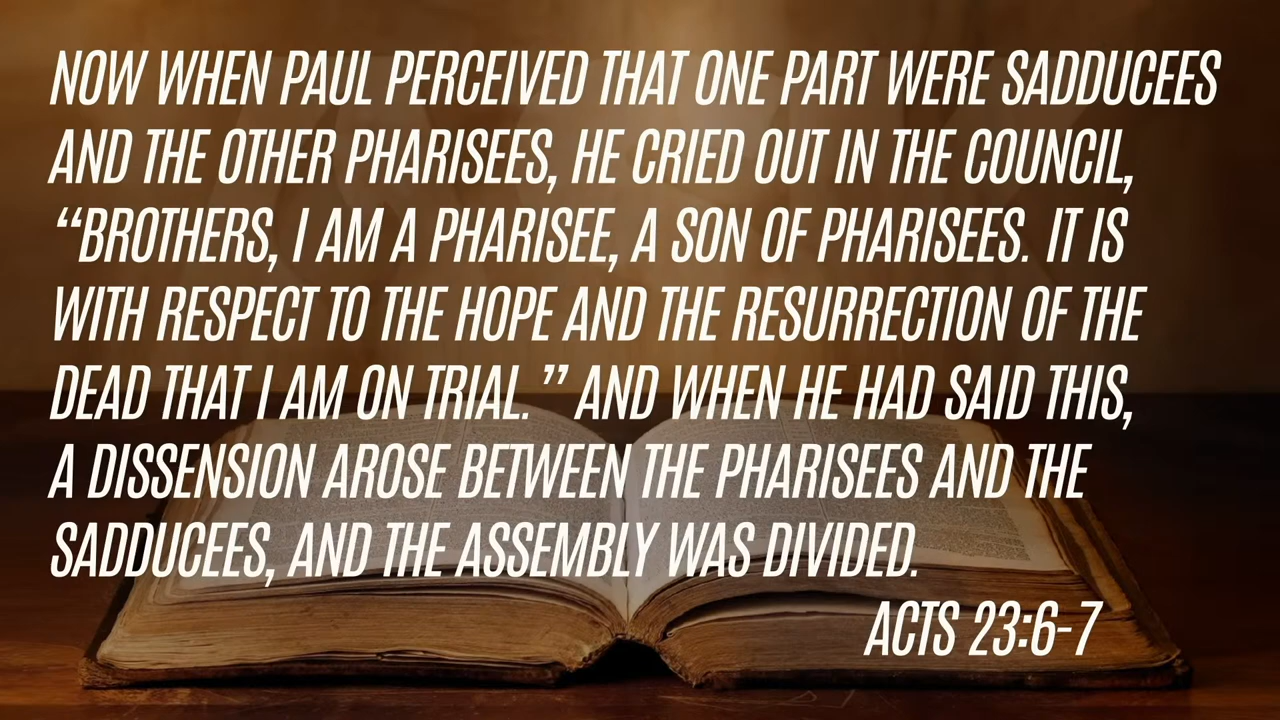 NOW WHEN PAUL PERCEIVED THAT ONE PART WERE SADDUCEES
AND THE OTHER PHARISEES, HE CRIED OUT IN THE COUNCIL,
“BROTHERS, I AM A PHARISEE, A SON OF PHARISEES. IT IS
WITH RESPECT TO THE HOPE AND THE RESURRECTION OF THE
DEAD THAT I AM ON TRIAL.” AND WHEN HE HAD SAID THIS,
A DISSENSION AROSE BETWEEN THE PHARISEES AND THE
SADDUCEES, AND THE ASSEMBLY WAS DIVIDED.
ACTS 23:6-7